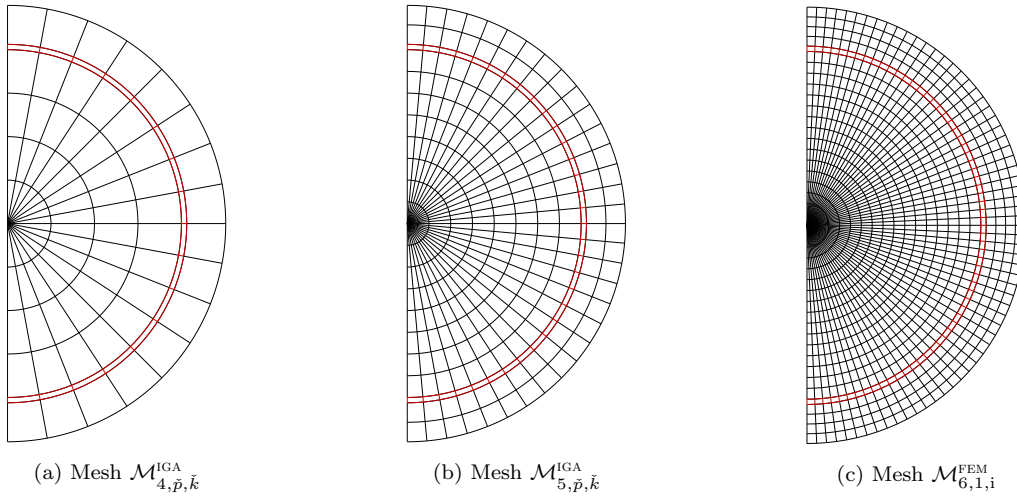 (a) Mesh $\mathcal{M}^{\text{IGA}}_{4,\check{p},\check{k}}$
(b) Mesh $\mathcal{M}^{\text{IGA}}_{5,\check{p},\check{k}}$
(c) Mesh $\mathcal{M}^{\text{FEM}}_{6,1,\text{i}}$